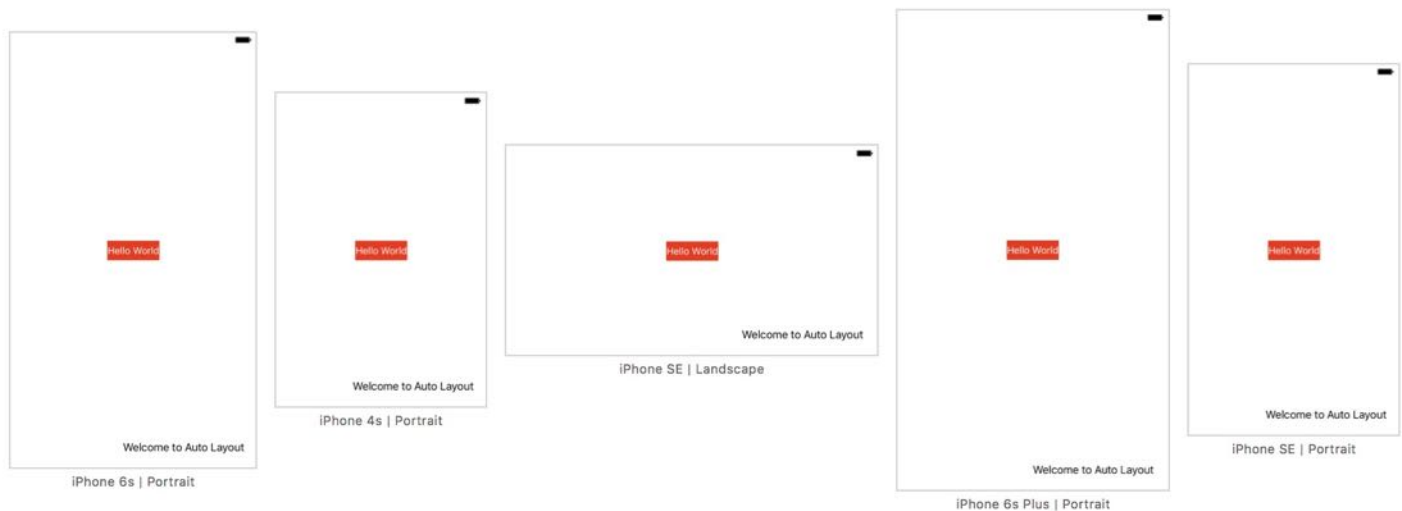 Hello World
Welcome to Auto Layout
iPhone 6s | Portrait
Hello World
Welcome to Auto Layout
iPhone 4s | Portrait
Hello World
Welcome to Auto Layout
iPhone SE | Landscape
Hello World
Welcome to Auto Layout
iPhone 6s Plus | Portrait
Hello World
Welcome to Auto Layout
iPhone SE | Portrait